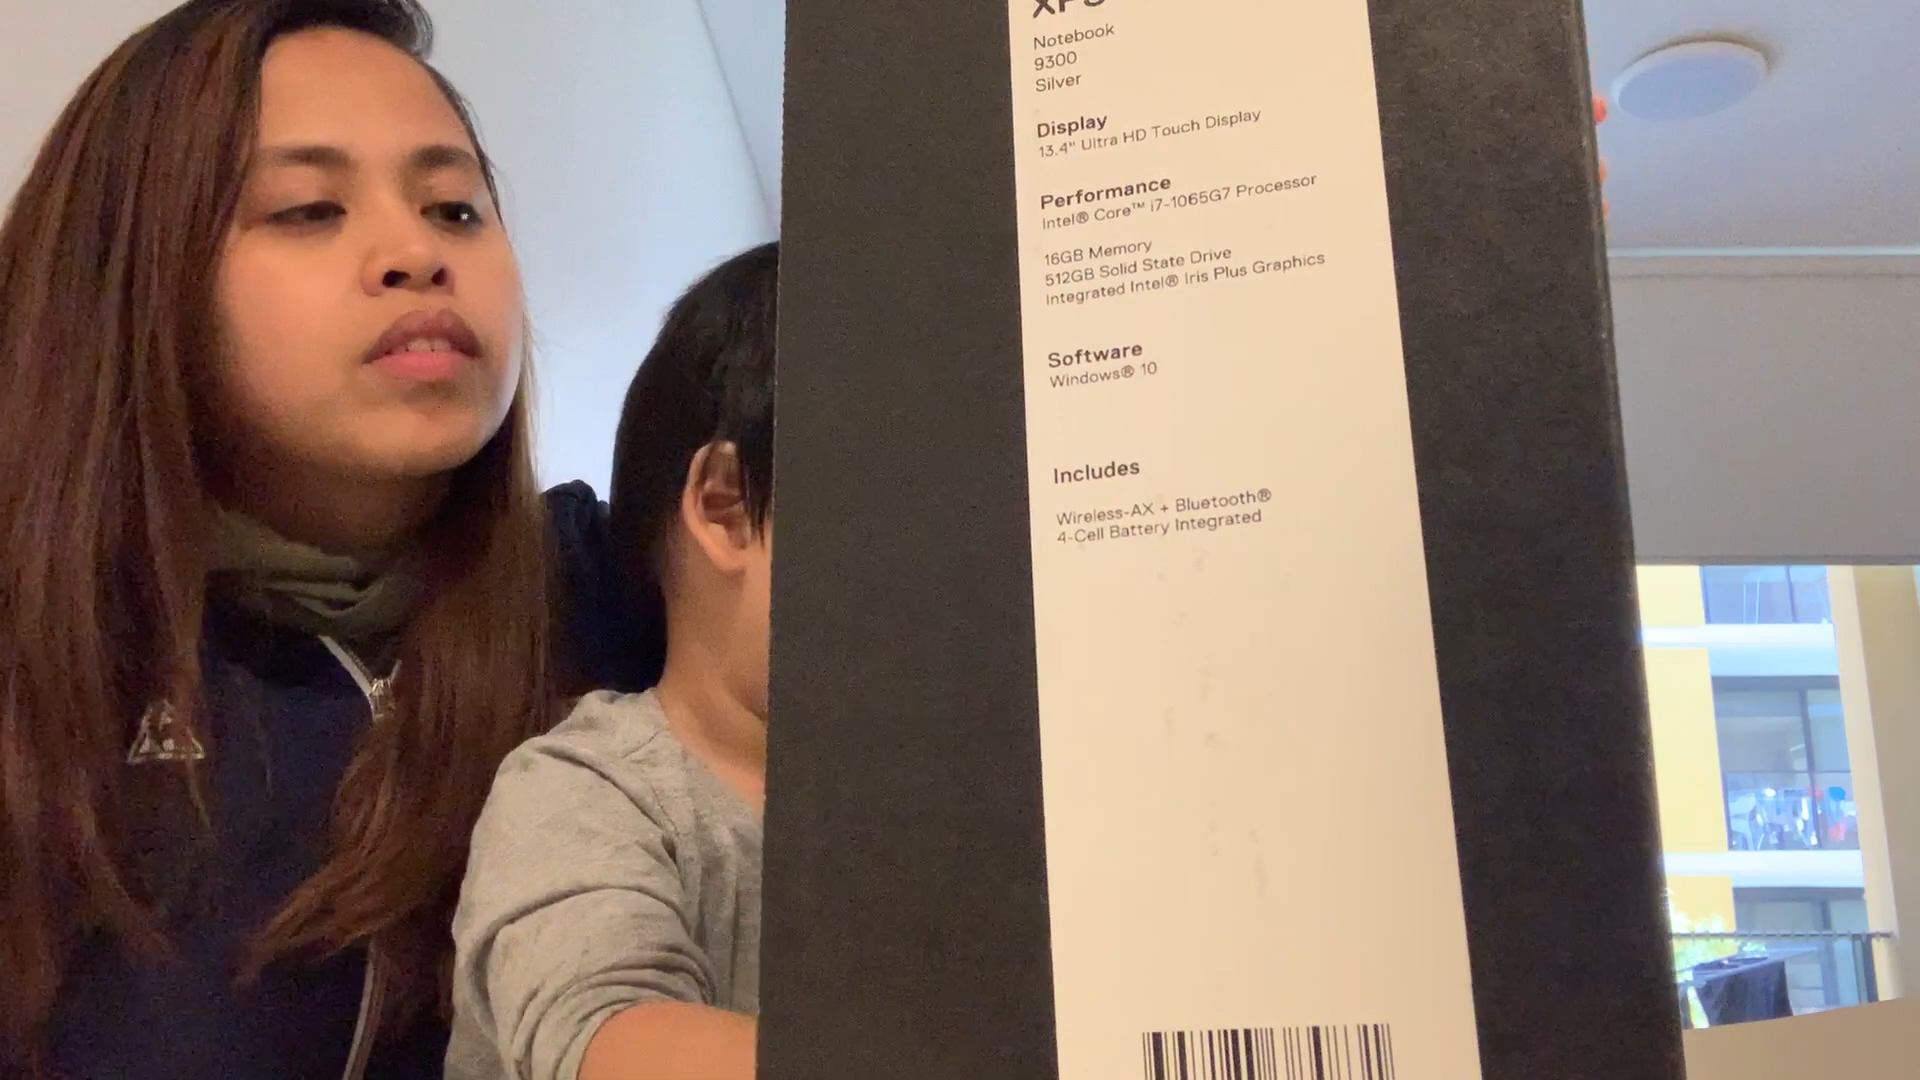 XPS
Notebook
9300
Silver
Display
13.4" Ultra HD Touch Display
Performance
Intel® Core™ i7-1065G7 Processor
16GB Memory
512GB Solid State Drive
Integrated Intel® Iris Plus Graphics
Software
Windows® 10
Includes
Wireless-AX + Bluetooth®
4-Cell Battery Integrated